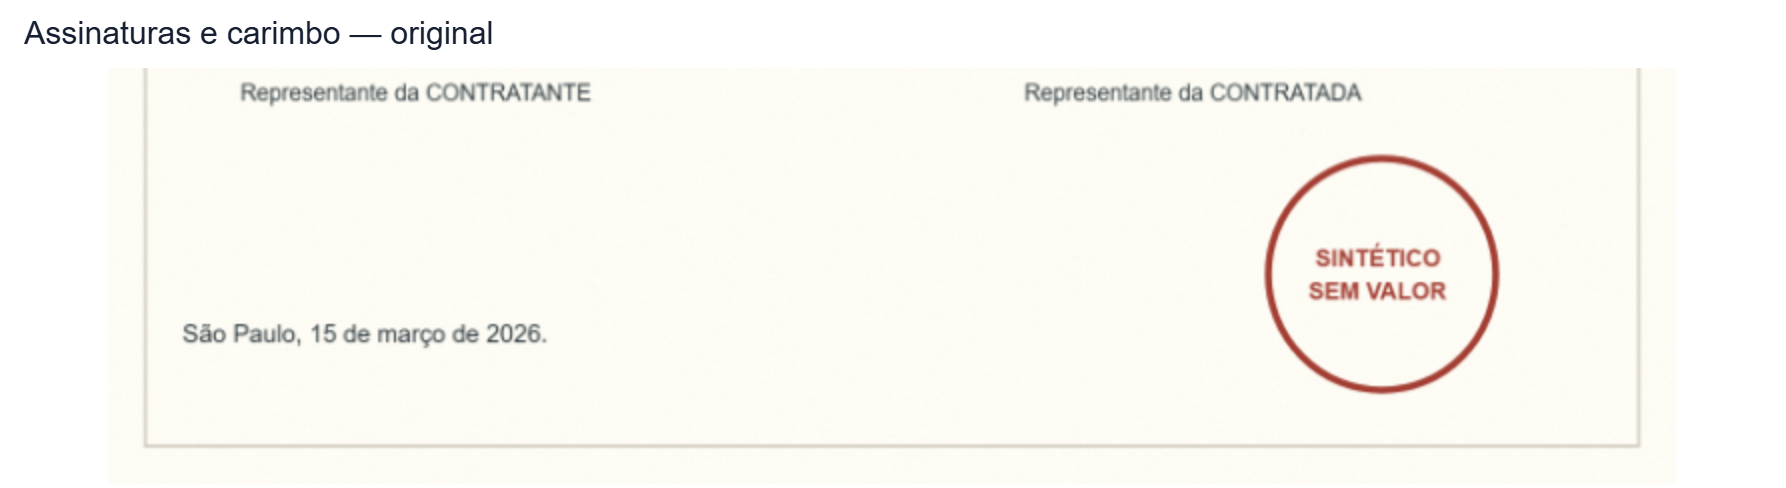 Assinaturas e carimbo — original
Representante da CONTRATANTE
Representante da CONTRATADA
SINTÉTICO
SEM VALOR
São Paulo, 15 de março de 2026.